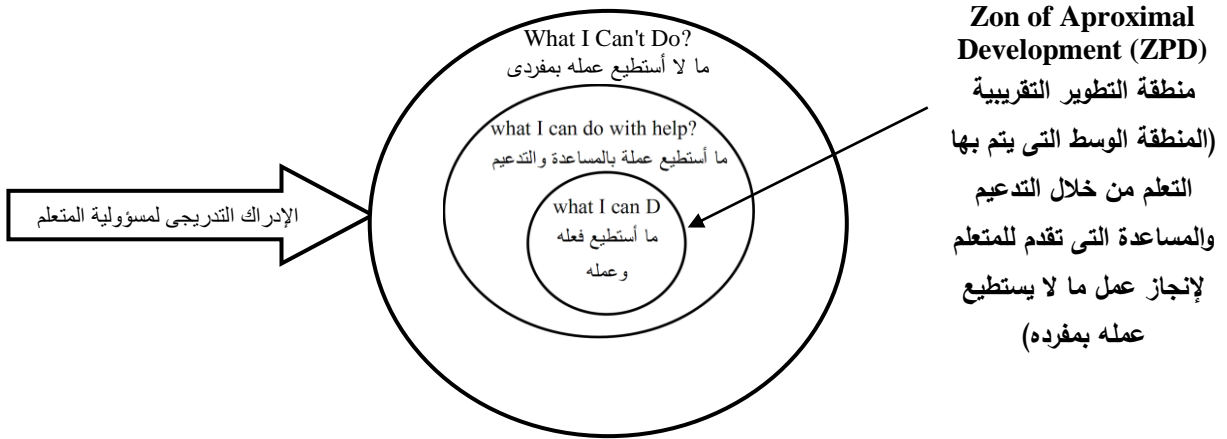 What I Can't Do?
ما لا أستطيع عمله بمفردى
what I can do with help?
ما أستطيع عملة بالمساعدة والتدعيم
what I can D
ما أستطيع فعله
وعمله
الإدراك التدريجى لمسؤولية المتعلم
Zon of Aproximal
Development (ZPD)
منطقة التطوير التقريبية
(المنطقة الوسط التى يتم بها
التعلم من خلال التدعيم
والمساعدة التى تقدم للمتعلم
لإنجاز عمل ما لا يستطيع
عمله بمفرده)